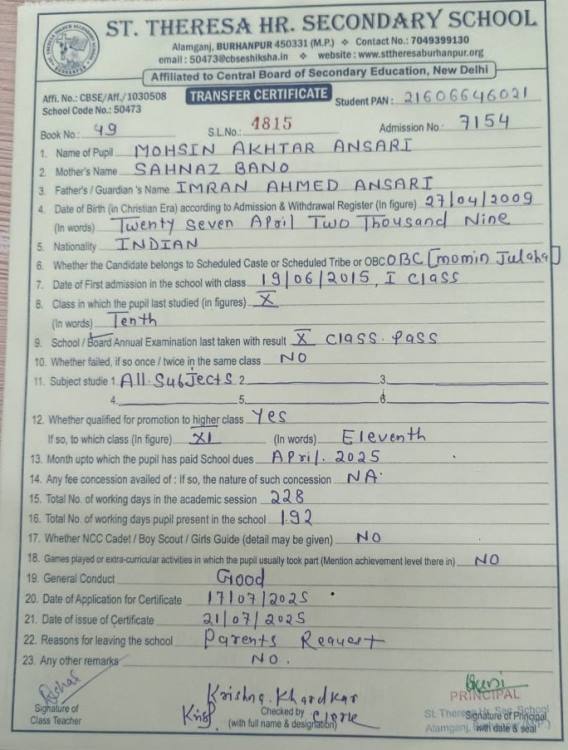 ST. THERESA HR. SECONDARY SCHOOL
Alamganj, BURHANPUR 450331 (M.P.) ❖ Contact No.: 7049399130
email : 50473@cbseshiksha.in ❖ website : www.sttheresaburhanpur.org
Affiliated to Central Board of Secondary Education, New Delhi
Affi. No.: CBSE/Aff./1030508 TRANSFER CERTIFICATE Student PAN : 21606646021
School Code No.: 50473
Book No.: 49 S.L.No.: 4815 Admission No : 7154
1. Name of Pupil MOHSIN AKHTAR ANSARI
2. Mother's Name SAHNAZ BANO
3. Father's / Guardian 's Name IMRAN AHMED ANSARI
4. Date of Birth (in Christian Era) according to Admission & Withdrawal Register (In figure) 27/04/2009
(In words) Twenty Seven April Two Thousand Nine
5. Nationality INDIAN
6. Whether the Candidate belongs to Scheduled Caste or Scheduled Tribe or OBC OBC [momin Julaha]
7. Date of First admission in the school with class 19/06/2015, I Class
8. Class in which the pupil last studied (in figures) X
(In words) Tenth
9. School / Board Annual Examination last taken with result X Class. Pass
10. Whether failed, if so once / twice in the same class NO
11. Subject studie 1. All. Subjects 2. 3.
4. 5. 6
12. Whether qualified for promotion to higher class Yes
If so, to which class (In figure) XI (In words) Eleventh
13. Month upto which the pupil has paid School dues April. 2025
14. Any fee concession availed of : If so, the nature of such concession NA
15. Total No. of working days in the academic session 228
16. Total No. of working days pupil present in the school 192
17. Whether NCC Cadet / Boy Scout / Girls Guide (detail may be given) NO
18. Games played or extra-curricular activities in which the pupil usually took part (Mention achievement level there in) NO
19. General Conduct Good
20. Date of Application for Certificate 17/07/2025
21. Date of issue of Certificate 21/07/2025
22. Reasons for leaving the school Parents Request
23. Any other remarks NO.
Krishna Khardkar
PRINCIPAL
Signature of Class Teacher
Checked by Clerk
(with full name & designation)
St. Theresa Hr. Sec. School
Signature of Principal
Alamganj,
with date & seal